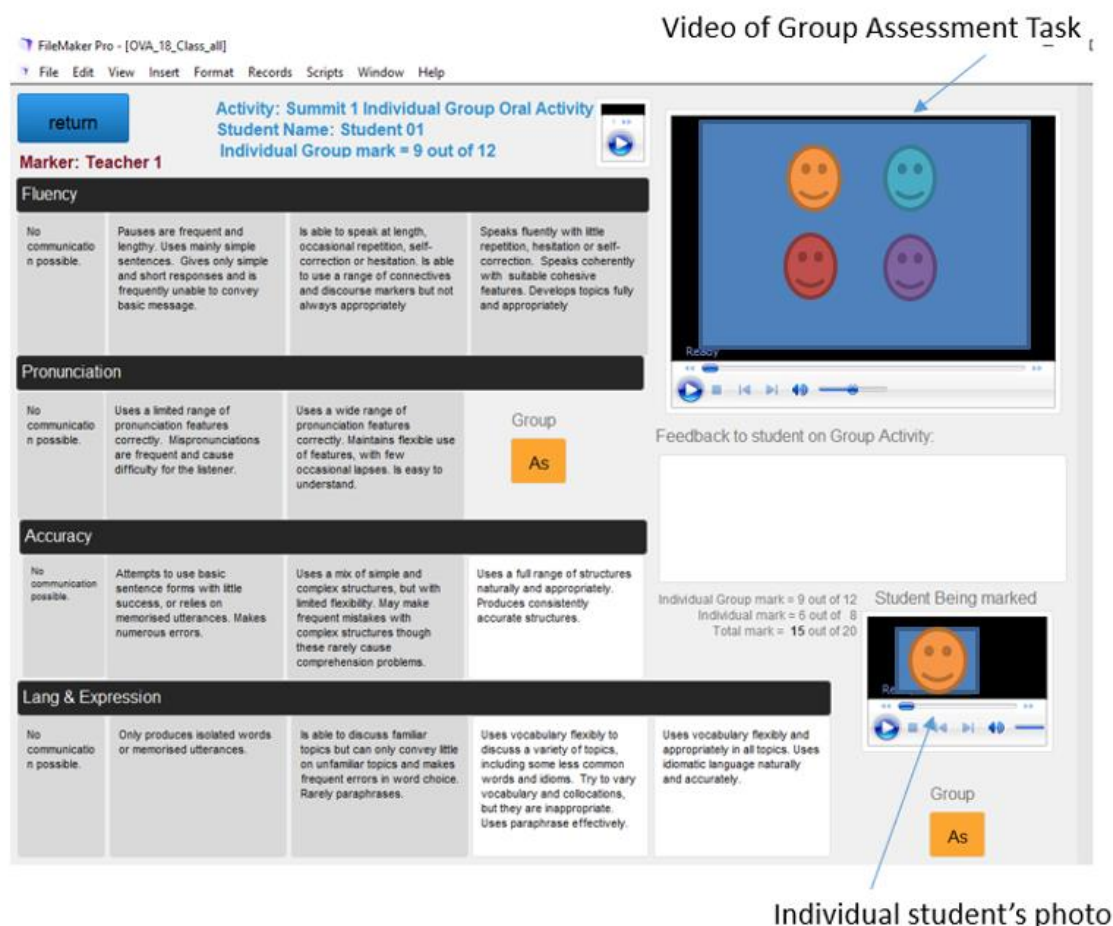 Video of Group Assessment Task
FileMaker Pro - [OVA_18_Class_all]
File Edit View Insert Format Records Scripts Window Help
return
Activity: Summit 1 Individual Group Oral Activity
Student Name: Student 01
Individual Group mark = 9 out of 12
Marker: Teacher 1
Fluency
No
communicatio
n possible.
Pauses are frequent and
lengthy. Uses mainly simple
sentences. Gives only simple
and short responses and is
frequently unable to convey
basic message.
Is able to speak at length,
occasional repetition, self-
correction or hesitation. Is able
to use a range of connectives
and discourse markers but not
always appropriately
Speaks fluently with little
repetition, hesitation or self-
correction. Speaks coherently
with suitable cohesive
features. Develops topics fully
and appropriately
Ready
Pronunciation
No
communicatio
n possible.
Uses a limited range of
pronunciation features
correctly. Mispronunciations
are frequent and cause
difficulty for the listener.
Uses a wide range of
pronunciation features
correctly. Maintains flexible use
of features, with few
occasional lapses. Is easy to
understand.
Group
As
Feedback to student on Group Activity:
Accuracy
No
communication
possible.
Attempts to use basic
sentence forms with little
success, or relies on
memorised utterances. Makes
numerous errors.
Uses a mix of simple and
complex structures, but with
limited flexibility. May make
frequent mistakes with
complex structures though
these rarely cause
comprehension problems.
Uses a full range of structures
naturally and appropriately.
Produces consistently
accurate structures.
Individual Group mark = 9 out of 12
Individual mark = 6 out of 8
Total mark = 15 out of 20
Student Being marked
Lang & Expression
No
communicatio
n possible.
Only produces isolated words
or memorised utterances.
Is able to discuss familiar
topics but can only convey little
on unfamiliar topics and makes
frequent errors in word choice.
Rarely paraphrases.
Uses vocabulary flexibly to
discuss a variety of topics,
including some less common
words and idioms. Try to vary
vocabulary and collocations,
but they are inappropriate.
Uses paraphrase effectively.
Uses vocabulary flexibly and
appropriately in all topics. Uses
idiomatic language naturally
and accurately.
Group
As
Individual student's photo